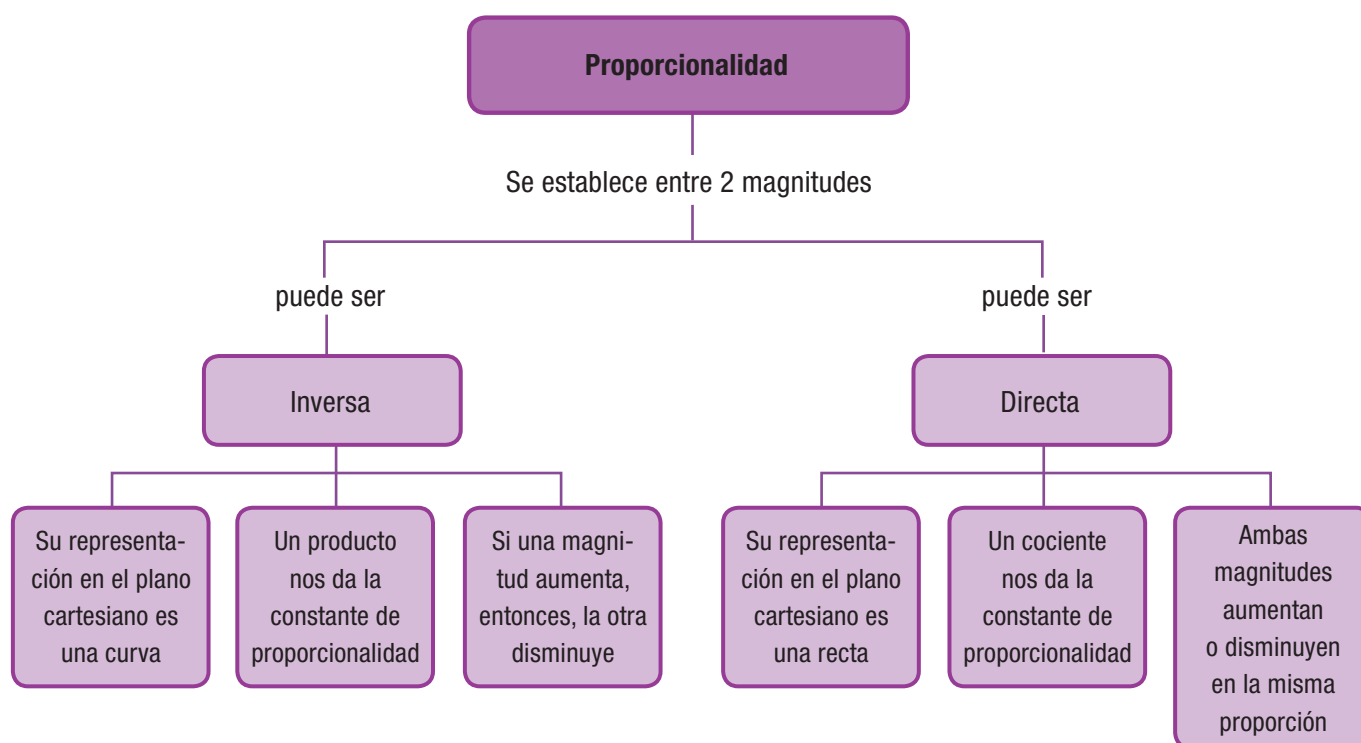 Proporcionalidad
Se establece entre 2 magnitudes
puede ser
puede ser
Inversa
Directa
Su representa-
ción en el plano
cartesiano es
una curva
Un producto
nos da la
constante de
proporcionalidad
Si una magni-
tud aumenta,
entonces, la otra
disminuye
Su representa-
ción en el plano
cartesiano es
una recta
Un cociente
nos da la
constante de
proporcionalidad
Ambas
magnitudes
aumentan
o disminuyen
en la misma
proporción